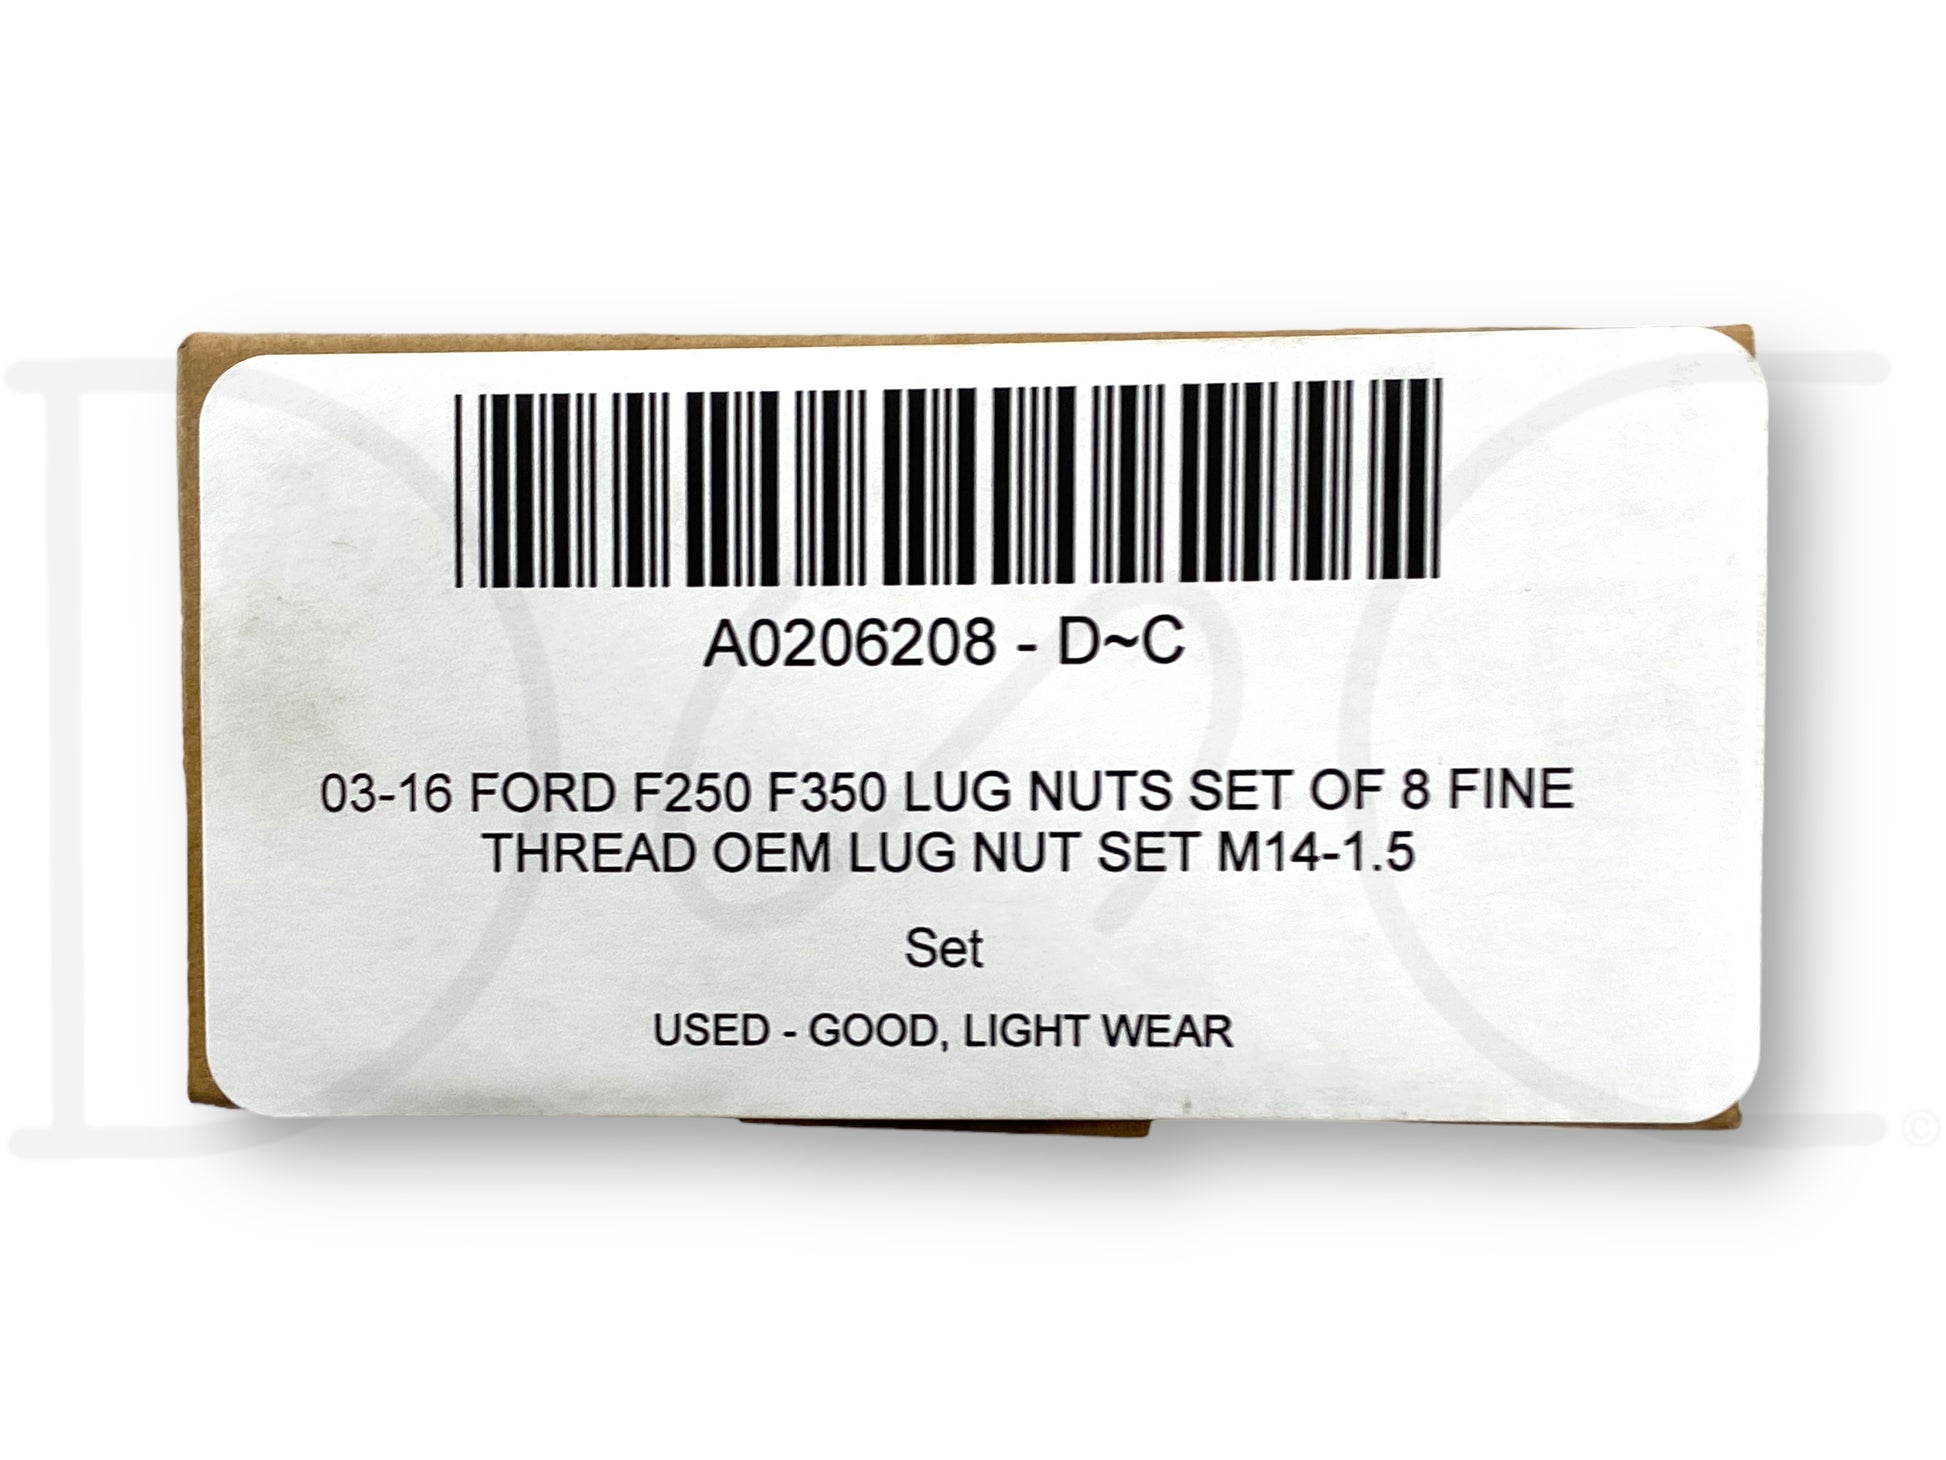 A0206208 - D~C
03-16 FORD F250 F350 LUG NUTS SET OF 8 FINE
THREAD OEM LUG NUT SET M14-1.5
Set
USED - GOOD, LIGHT WEAR
D~C ©